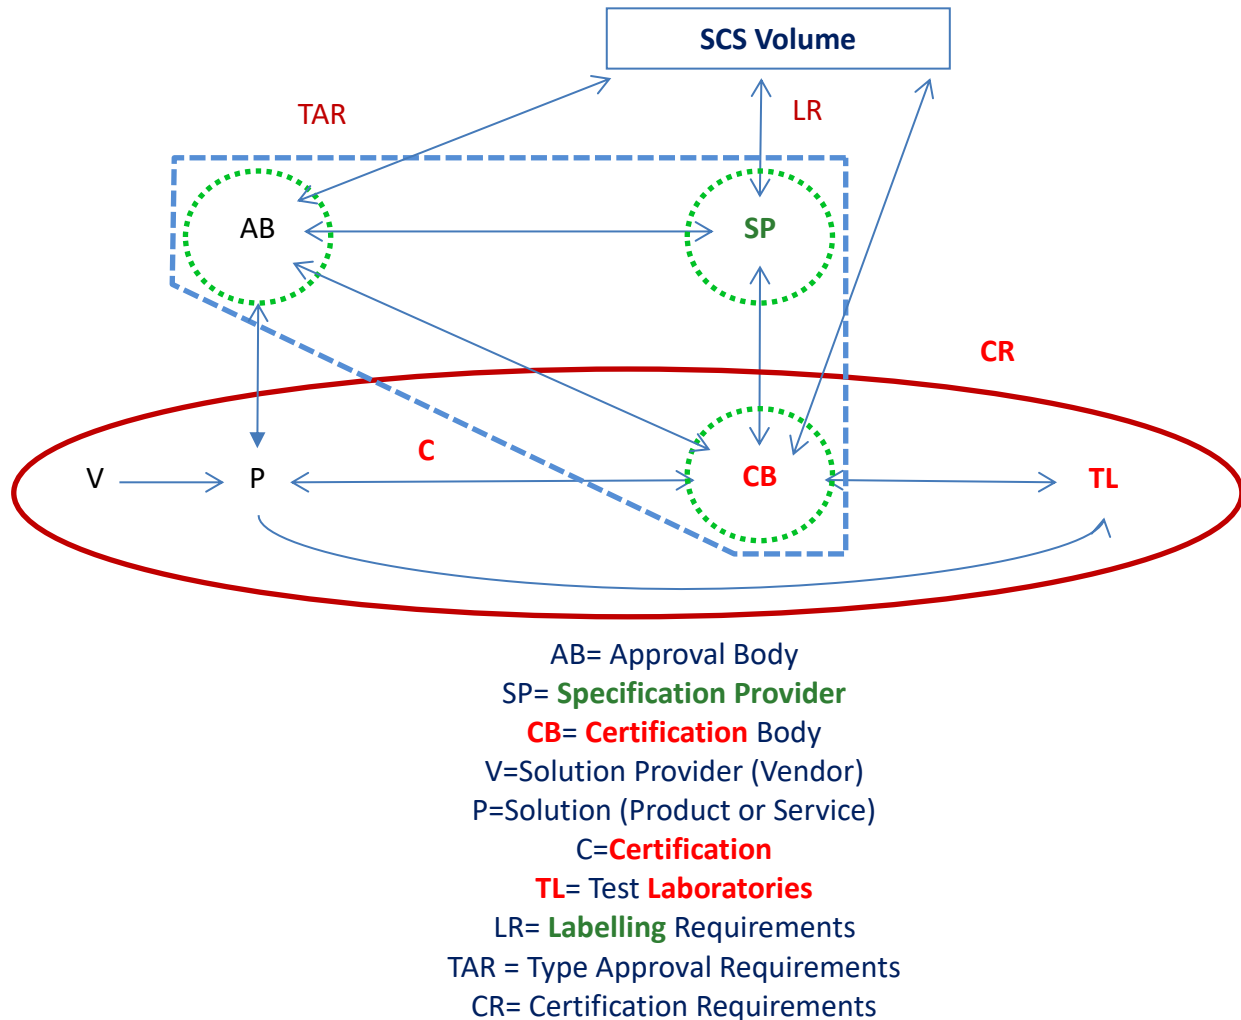 SCS Volume
TAR
LR
AB
SP
CR
C
V
P
CB
TL
AB= Approval Body
SP= Specification Provider
CB= Certification Body
V=Solution Provider (Vendor)
P=Solution (Product or Service)
C=Certification
TL= Test Laboratories
LR= Labelling Requirements
TAR = Type Approval Requirements
CR= Certification Requirements